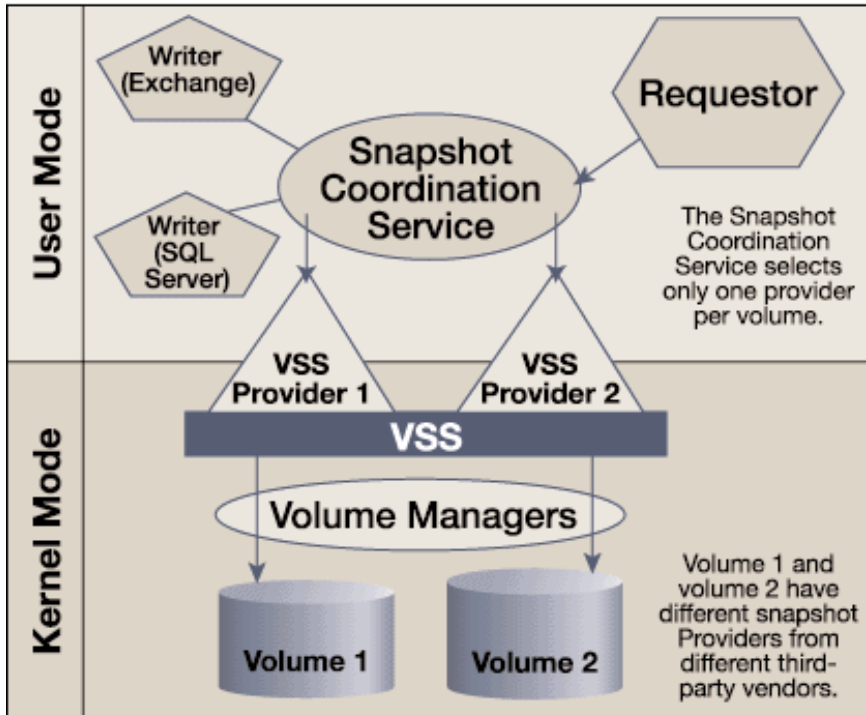 User Mode
Writer
(Exchange)
Requestor
Snapshot
Coordination
Service
Writer
(SQL
Server)
The Snapshot
Coordination
Service selects
only one provider
per volume.
VSS
Provider 1
VSS
Provider 2
Kernel Mode
VSS
Volume Managers
Volume 1
Volume 2
Volume 1 and
volume 2 have
different snapshot
Providers from
different third-
party vendors.